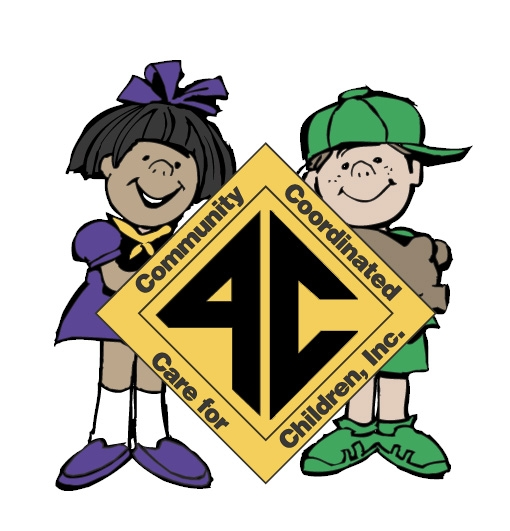 Community
Coordinated
4C
Care for
Children, Inc.